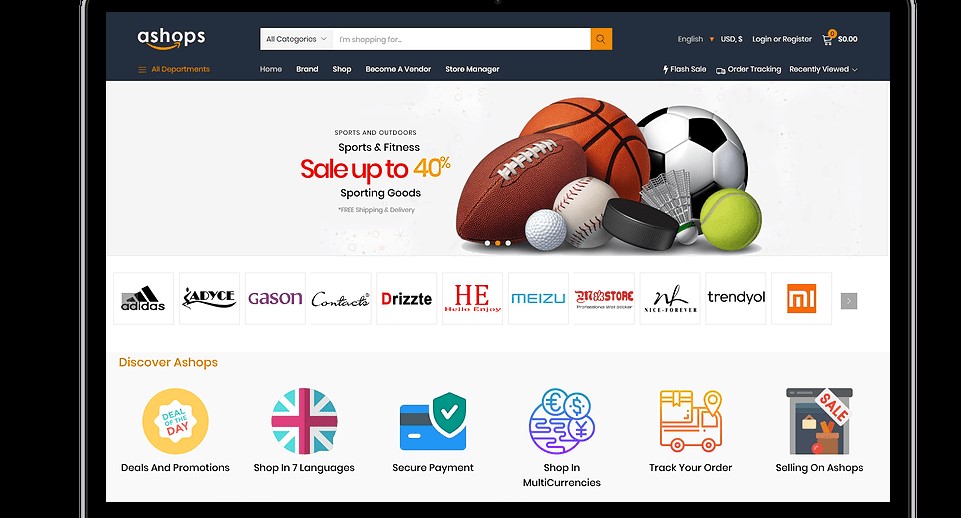 ashops
All Categories
I'm shopping for...
English
USD, $
Login or Register
0
$0.00
All Departments
Home
Brand
Shop
Become A Vendor
Store Manager
Flash Sale
Order Tracking
Recently Viewed
SPORTS AND OUTDOORS
Sports & Fitness
Sale up to 40%
Sporting Goods
*FREE Shipping & Delivery
adidas
ADYCE
GASON
Contacts
Drizzte
HE
Hello Enjoy
MEIZU
STORE
Professional Wall Sticker
NICE-FOREVER
trendyol
mi
Discover Ashops
DEAL
OF THE
DAY
€
$
¥
SALE
Deals And Promotions
Shop In 7 Languages
Secure Payment
Shop In
MultiCurrencies
Track Your Order
Selling On Ashops